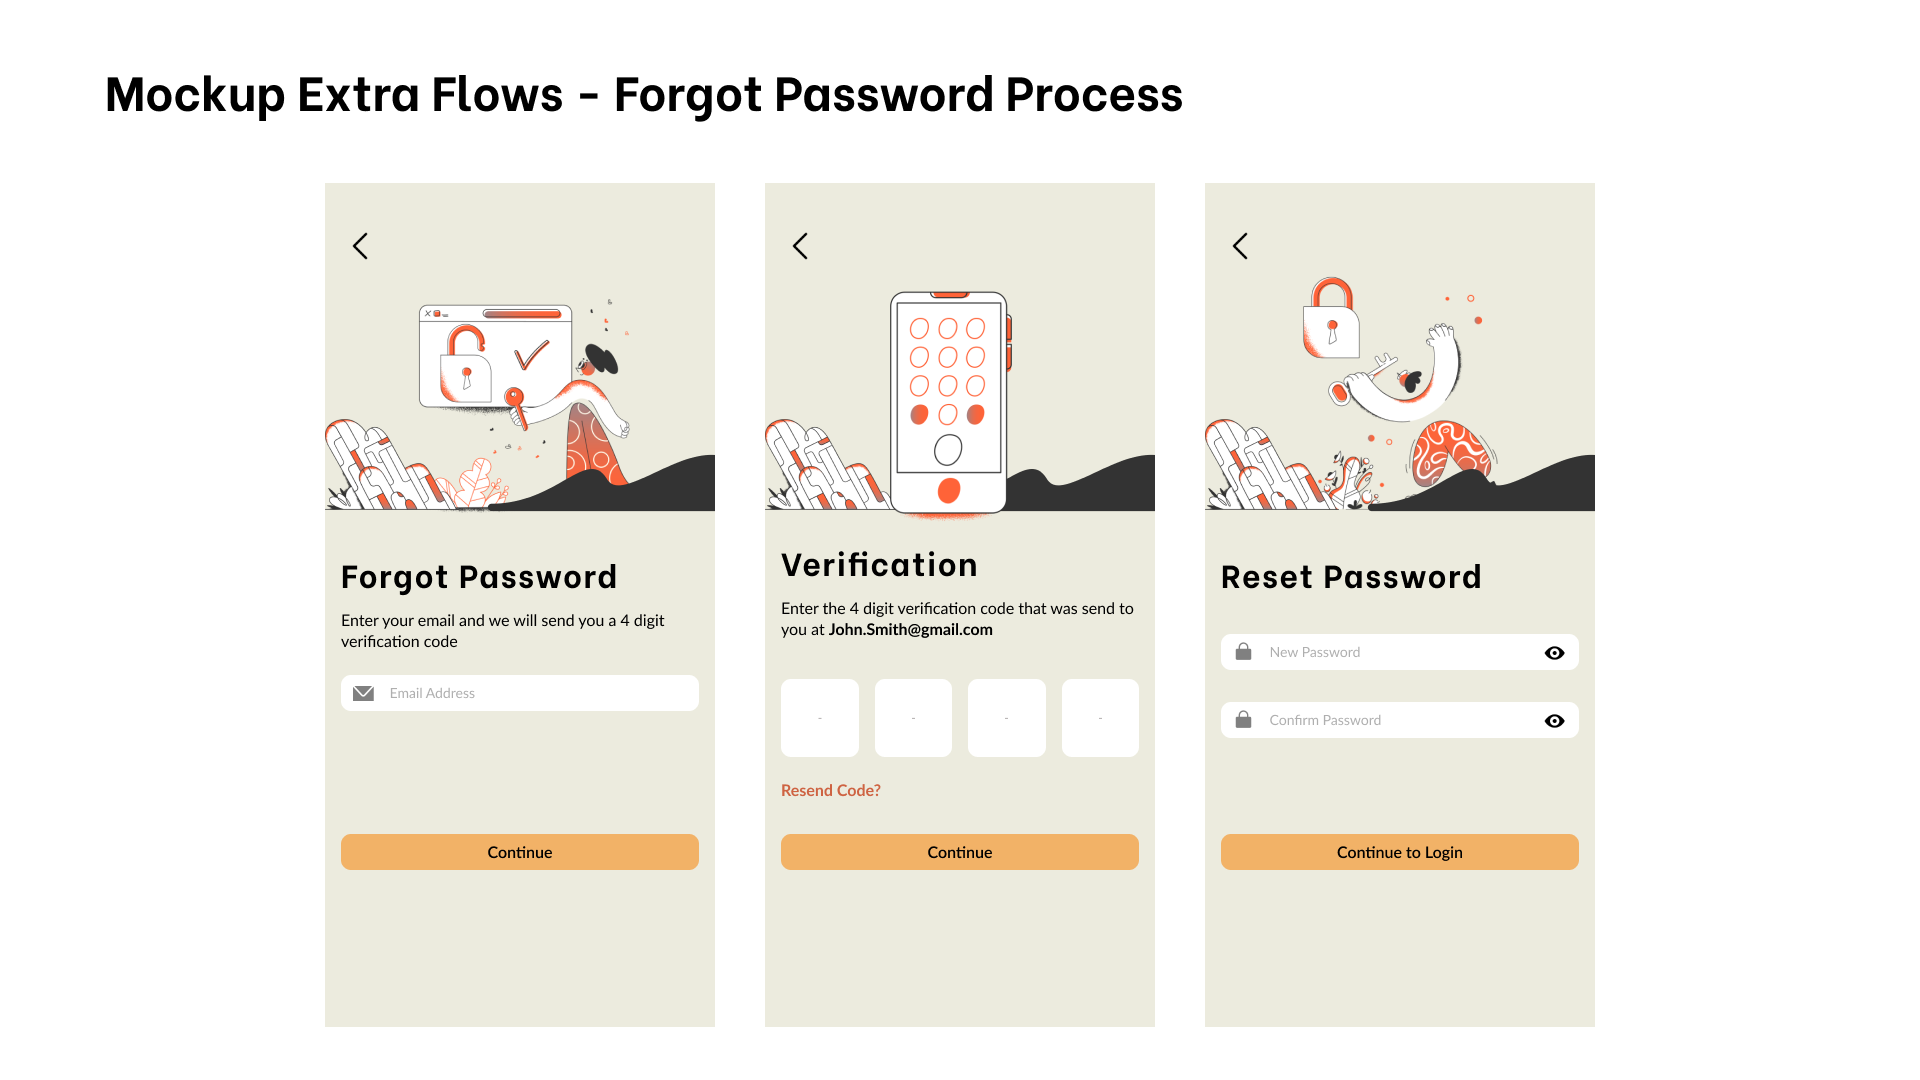 Mockup Extra Flows - Forgot Password Process
Forgot Password
Enter your email and we will send you a 4 digit
verification code
Email Address
Continue
Verification
Enter the 4 digit verification code that was send to
you at John.Smith@gmail.com
- - - -
Resend Code?
Continue
Reset Password
New Password
Confirm Password
Continue to Login